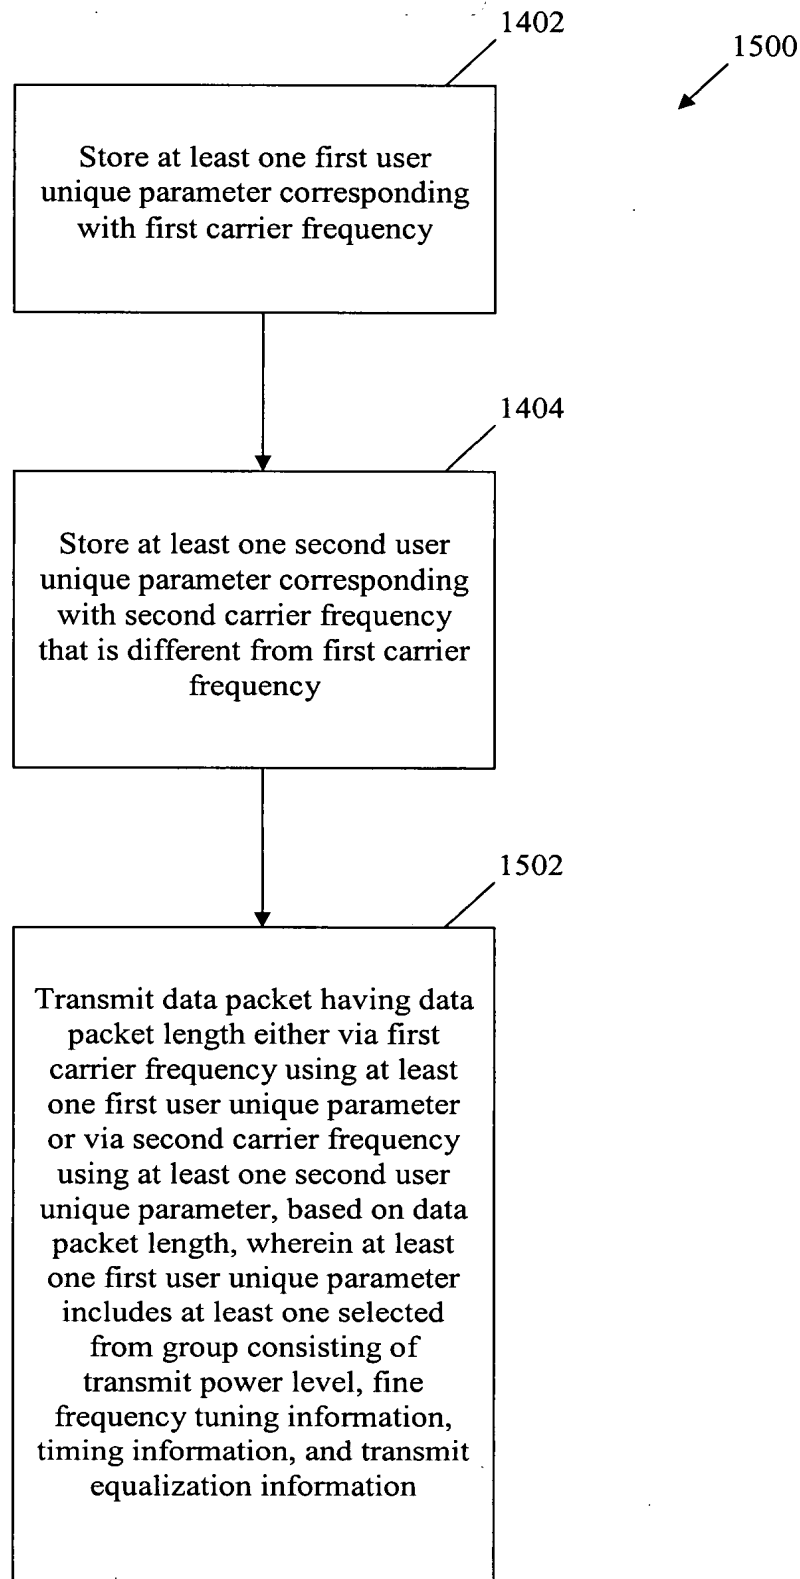 1402
1500
Store at least one first user
unique parameter corresponding
with first carrier frequency
1404
Store at least one second user
unique parameter corresponding
with second carrier frequency
that is different from first carrier
frequency
1502
Transmit data packet having data
packet length either via first
carrier frequency using at least
one first user unique parameter
or via second carrier frequency
using at least one second user
unique parameter, based on data
packet length, wherein at least
one first user unique parameter
includes at least one selected
from group consisting of
transmit power level, fine
frequency tuning information,
timing information, and transmit
equalization information